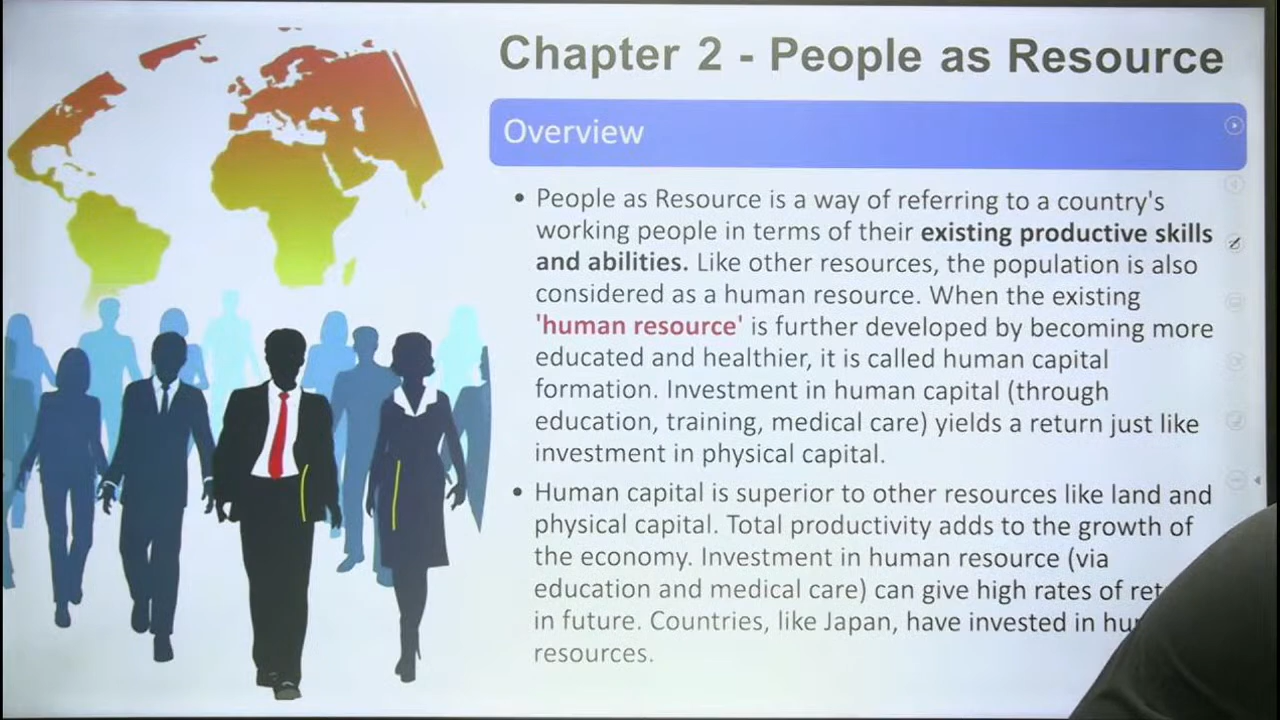 Chapter 2 - People as Resource
Overview
• People as Resource is a way of referring to a country's
working people in terms of their existing productive skills
and abilities. Like other resources, the population is also
considered as a human resource. When the existing
'human resource' is further developed by becoming more
educated and healthier, it is called human capital
formation. Investment in human capital (through
education, training, medical care) yields a return just like
investment in physical capital.
• Human capital is superior to other resources like land and
physical capital. Total productivity adds to the growth of
the economy. Investment in human resource (via
education and medical care) can give high rates of
in future. Countries, like Japan, have invested in
resources.